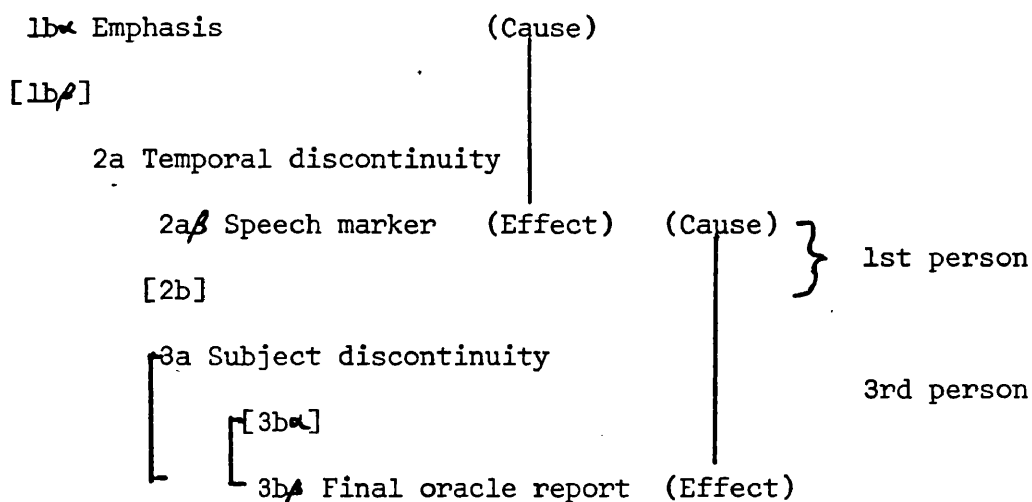 1bα Emphasis (Cause)
[1bβ]
2a Temporal discontinuity
2aβ Speech marker (Effect) (Cause)
1st person
[2b]
3a Subject discontinuity
3rd person
[3bα]
3bβ Final oracle report (Effect)